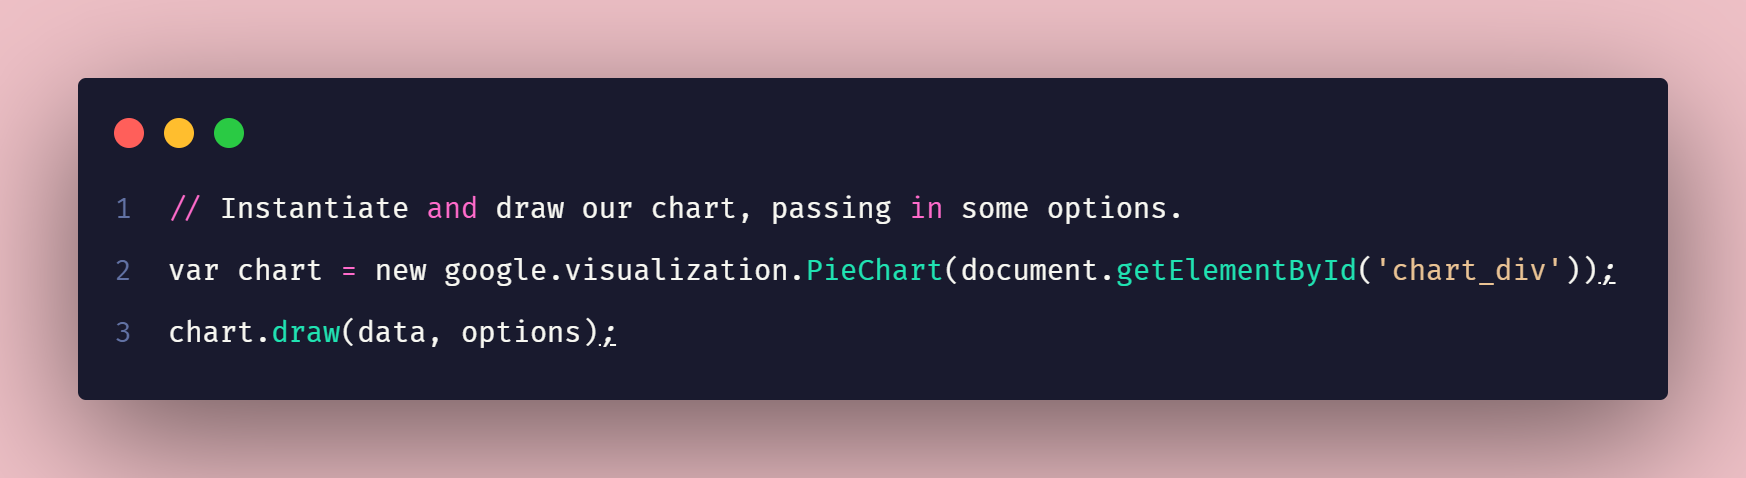 1 // Instantiate and draw our chart, passing in some options.
2 var chart = new google.visualization.PieChart(document.getElementById('chart_div'));
3 chart.draw(data, options);